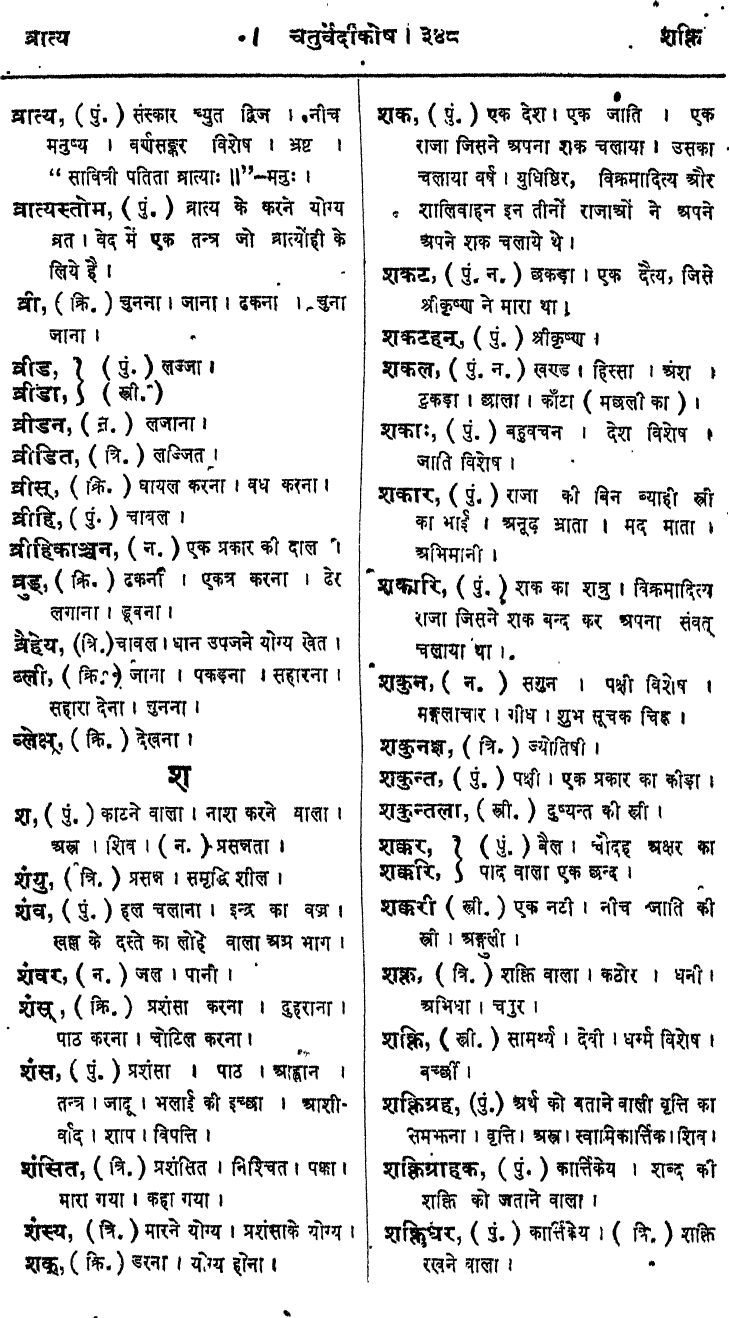 व्रात्य
चतुर्वेदीकोष । ३४८
शक्ति
व्रात्य, (पुं.) संस्कार च्युत द्विज । नीच
मनुष्य । वर्णसङ्कर विशेष । भ्रष्ट ।
“ सावित्री पतिता व्रात्याः ॥”–मनुः ।
व्रात्यस्तोम, (पुं.) व्रात्य के करने योग्य
व्रत । वेद में एक तन्त्र जो व्रात्योंही के
लिये है ।
व्री, (क्रि.) चुनना । जाना । ढकना । चुना
जाना ।
व्रीड, } (पुं.) लज्जा ।
व्रीडा, } (स्त्री.)
व्रीडन, (न.) लजाना ।
व्रीडित, (त्रि.) लज्जित ।
व्रीस्, (क्रि.) घायल करना । वध करना ।
व्रीहि, (पुं.) चावल ।
व्रीहिकाञ्चन, (न.) एक प्रकार की दाल ।
व्रुड्, (क्रि.) ढकना । एकत्र करना । ढेर
लगाना । डूबना ।
व्रैहेय, (त्रि.) चावल । धान उपजने योग्य खेत ।
व्ली, (क्रि.) जाना । पकड़ना । सहारना ।
सहारा देना । चुनना ।
व्लेक्ष्, (क्रि.) देखना ।
श्
श, (पुं.) काटने वाला । नाश करने वाला ।
अस्त्र । शिव । (न.) प्रसन्नता ।
शंयु, (त्रि.) प्रसन्न । समृद्धि शील ।
शंव, (पुं.) हल चलाना । इन्द्र का वज्र ।
खल्ल के दस्ते का लोहे वाला अग्र भाग ।
शंवर, (न.) जल । पानी ।
शंस्, (क्रि.) प्रशंसा करना । दुहराना ।
पाठ करना । चोटिल करना ।
शंस, (पुं.) प्रशंसा । पाठ । आह्वान ।
तन्त्र । जादू । भलाई की इच्छा । आशी-
र्वाद । शाप । विपत्ति ।
शंसित, (त्रि.) प्रशंसित । निश्चित । पक्का ।
मारा गया । कहा गया ।
शंस्य, (त्रि.) मारने योग्य । प्रशंसाके योग्य ।
शक्, (क्रि.) डरना । योग्य होना ।
शक, (पुं.) एक देश । एक जाति । एक
राजा जिसने अपना शक चलाया । उसका
चलाया वर्ष । युधिष्ठिर, विक्रमादित्य और
शालिवाहन इन तीनों राजाओं ने अपने
अपने शक चलाये थे ।
शकट, (पुं. न.) छकड़ा । एक दैत्य, जिसे
श्रीकृष्ण ने मारा था ।
शकटहन्, (पुं.) श्रीकृष्ण ।
शकल, (पुं. न.) खण्ड । हिस्सा । अंश ।
टुकड़ा । छाला । काँटा ( मछली का ) ।
शकाः, (पुं.) बहुवचन । देश विशेष ।
जाति विशेष ।
शकार, (पुं.) राजा की बिन ब्याही स्त्री
का भाई । अनूढ़ भ्राता । मद माता ।
अभिमानी ।
शकारि, (पुं.) शक का शत्रु । विक्रमादित्य
राजा जिसने शक बन्द कर अपना संवत्
चलाया था ।
शकुन, (न.) सगुन । पक्षी विशेष ।
मङ्गलाचार । गीध । शुभ सूचक चिह्न ।
शकुनज्ञ, (त्रि.) ज्योतिषी ।
शकुन्त, (पुं.) पक्षी । एक प्रकार का कीड़ा ।
शकुन्तला, (स्त्री.) दुष्यन्त की स्त्री ।
शक्कर, } (पुं.) बैल । चौदह अक्षर का
शक्करि, } पाद वाला एक छन्द ।
शक्करी (स्त्री.) एक नदी । नीच जाति की
स्त्री । अङ्गुली ।
शक्त, (त्रि.) शक्ति वाला । कठोर । धनी ।
अभिधा । चतुर ।
शक्ति, (स्त्री.) सामर्थ्य । देवी । धर्म्म विशेष ।
बर्च्छी ।
शक्तिग्रह, (पुं.) अर्थ को बताने वाली वृत्ति का
समझना । वृत्ति । अस्त्र । स्वामिकार्त्तिक । शिव ।
शक्तिग्राहक, (पुं.) कार्त्तिकेय । शब्द की
शक्ति को जताने वाला ।
शक्तिधर, (पुं.) कार्त्तिकेय । (त्रि.) शक्ति
रखने वाला ।